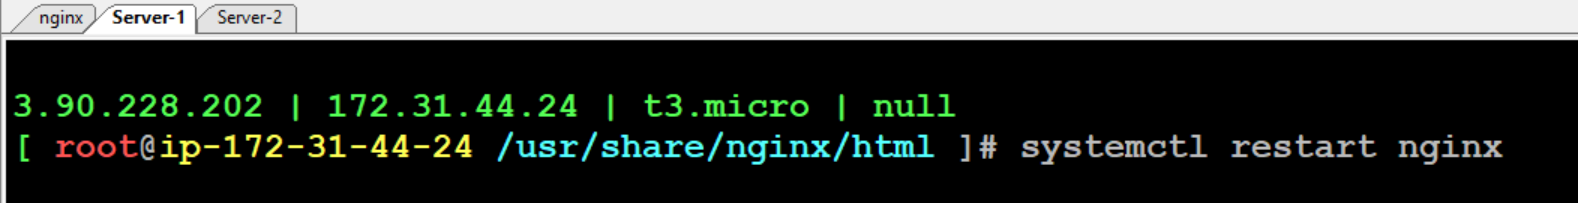 nginx Server-1 Server-2
3.90.228.202 | 172.31.44.24 | t3.micro | null
[ root@ip-172-31-44-24 /usr/share/nginx/html ]# systemctl restart nginx